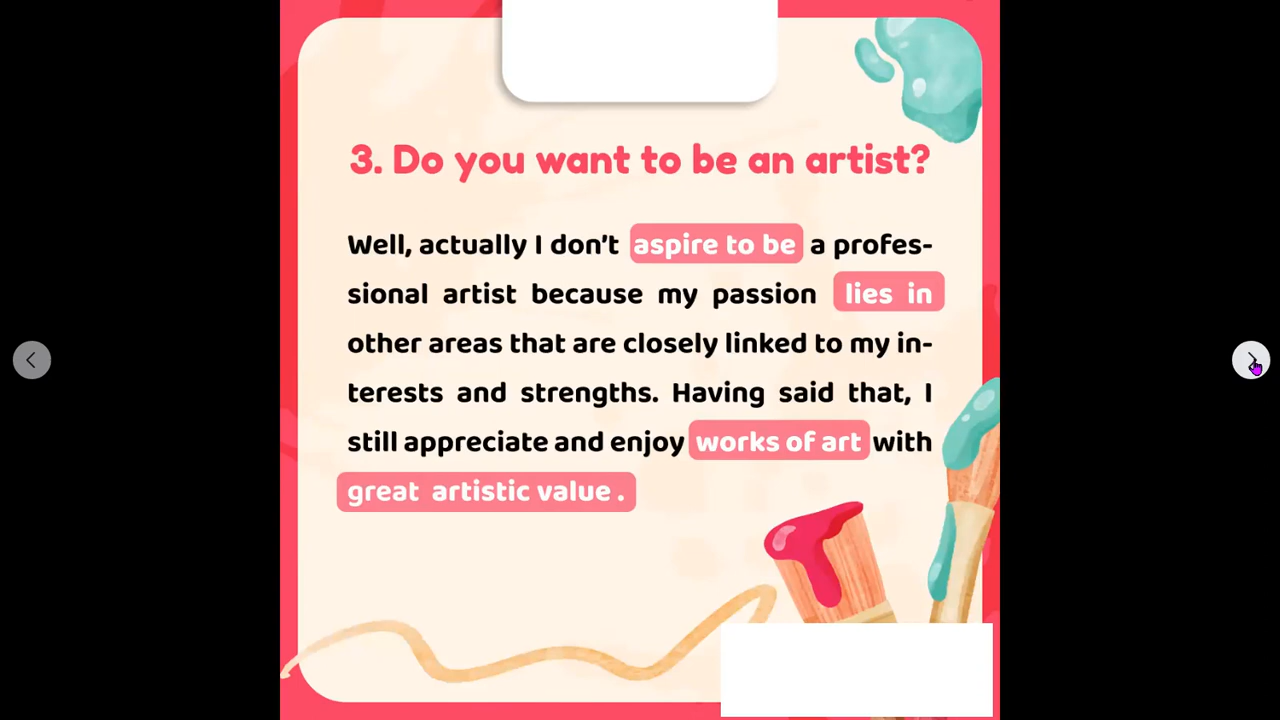 3. Do you want to be an artist?
Well, actually I don't aspire to be a profes-
sional artist because my passion lies in
other areas that are closely linked to my in-
terests and strengths. Having said that, I
still appreciate and enjoy works of art with
great artistic value .